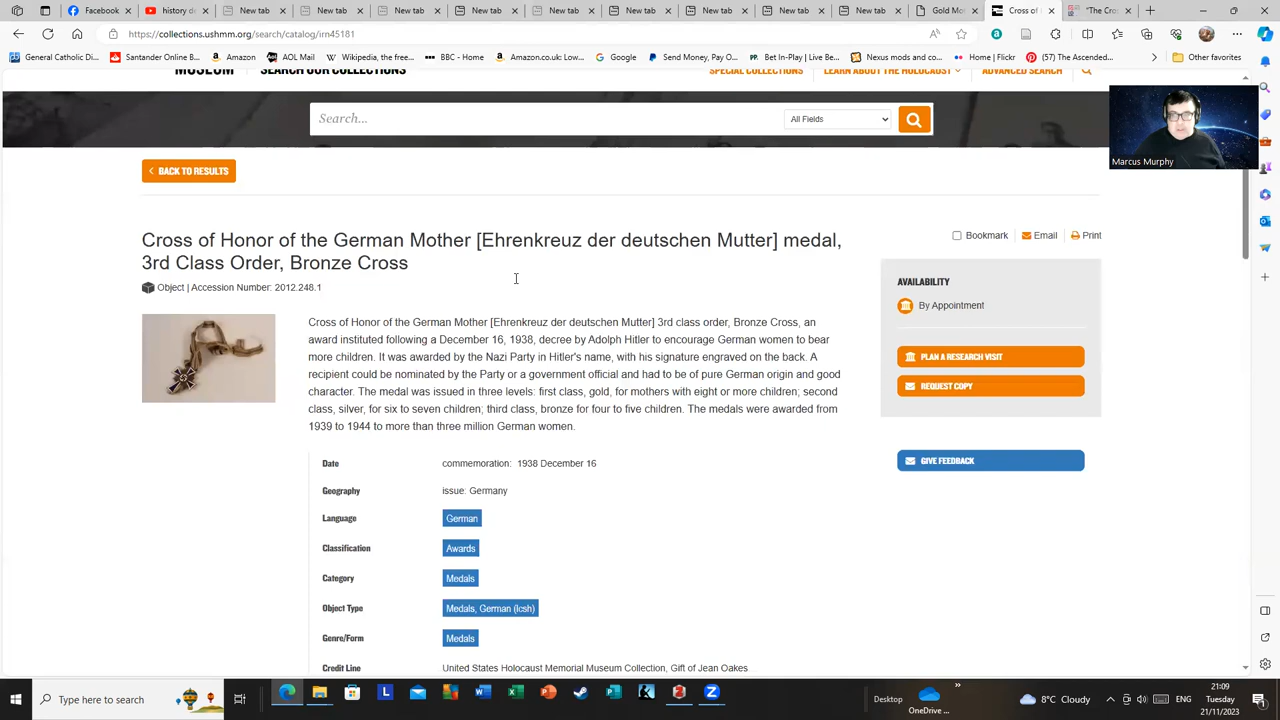 Facebook
history d
New tab
New tab
New tab
New tab
New tab
New tab
New tab
New tab
Gold Mo
Cross of
"The Cro
https://collections.ushmm.org/search/catalog/irn45181
General Catholic Di...
Santander Online B...
Amazon
AOL Mail
Wikipedia, the free...
BBC - Home
Amazon.co.uk: Low...
Google
Send Money, Pay O...
Bet In-Play | Live Be...
Nexus mods and co...
Home | Flickr
(57) The Ascended...
Other favorites
MUSEUM
SEARCH OUR COLLECTIONS
SPECIAL COLLECTIONS
LEARN ABOUT THE HOLOCAUST
ADVANCED SEARCH
Search...
All Fields
Marcus Murphy
BACK TO RESULTS
Cross of Honor of the German Mother [Ehrenkreuz der deutschen Mutter] medal,
3rd Class Order, Bronze Cross
Bookmark
Email
Print
Object | Accession Number: 2012.248.1
AVAILABILITY
By Appointment
PLAN A RESEARCH VISIT
REQUEST COPY
GIVE FEEDBACK
Cross of Honor of the German Mother [Ehrenkreuz der deutschen Mutter] 3rd class order, Bronze Cross, an
award instituted following a December 16, 1938, decree by Adolph Hitler to encourage German women to bear
more children. It was awarded by the Nazi Party in Hitler's name, with his signature engraved on the back. A
recipient could be nominated by the Party or a government official and had to be of pure German origin and good
character. The medal was issued in three levels: first class, gold, for mothers with eight or more children; second
class, silver, for six to seven children; third class, bronze for four to five children. The medals were awarded from
1939 to 1944 to more than three million German women.
Date commemoration: 1938 December 16
Geography issue: Germany
Language German
Classification Awards
Category Medals
Object Type Medals, German (lcsh)
Genre/Form Medals
Credit Line United States Holocaust Memorial Museum Collection, Gift of Jean Oakes
Type here to search
Desktop
OneDrive ...
8°C Cloudy
ENG
21:09
Tuesday
21/11/2023